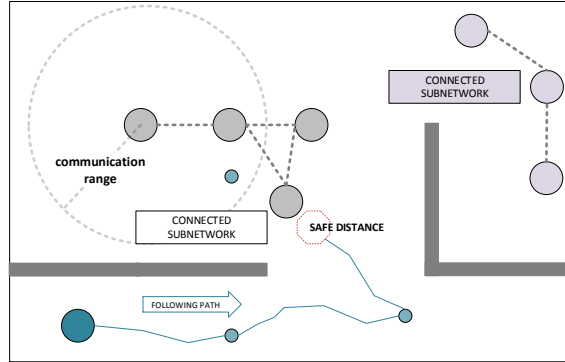 CONNECTED
SUBNETWORK
communication
range
CONNECTED
SUBNETWORK
SAFE DISTANCE
FOLLOWING PATH